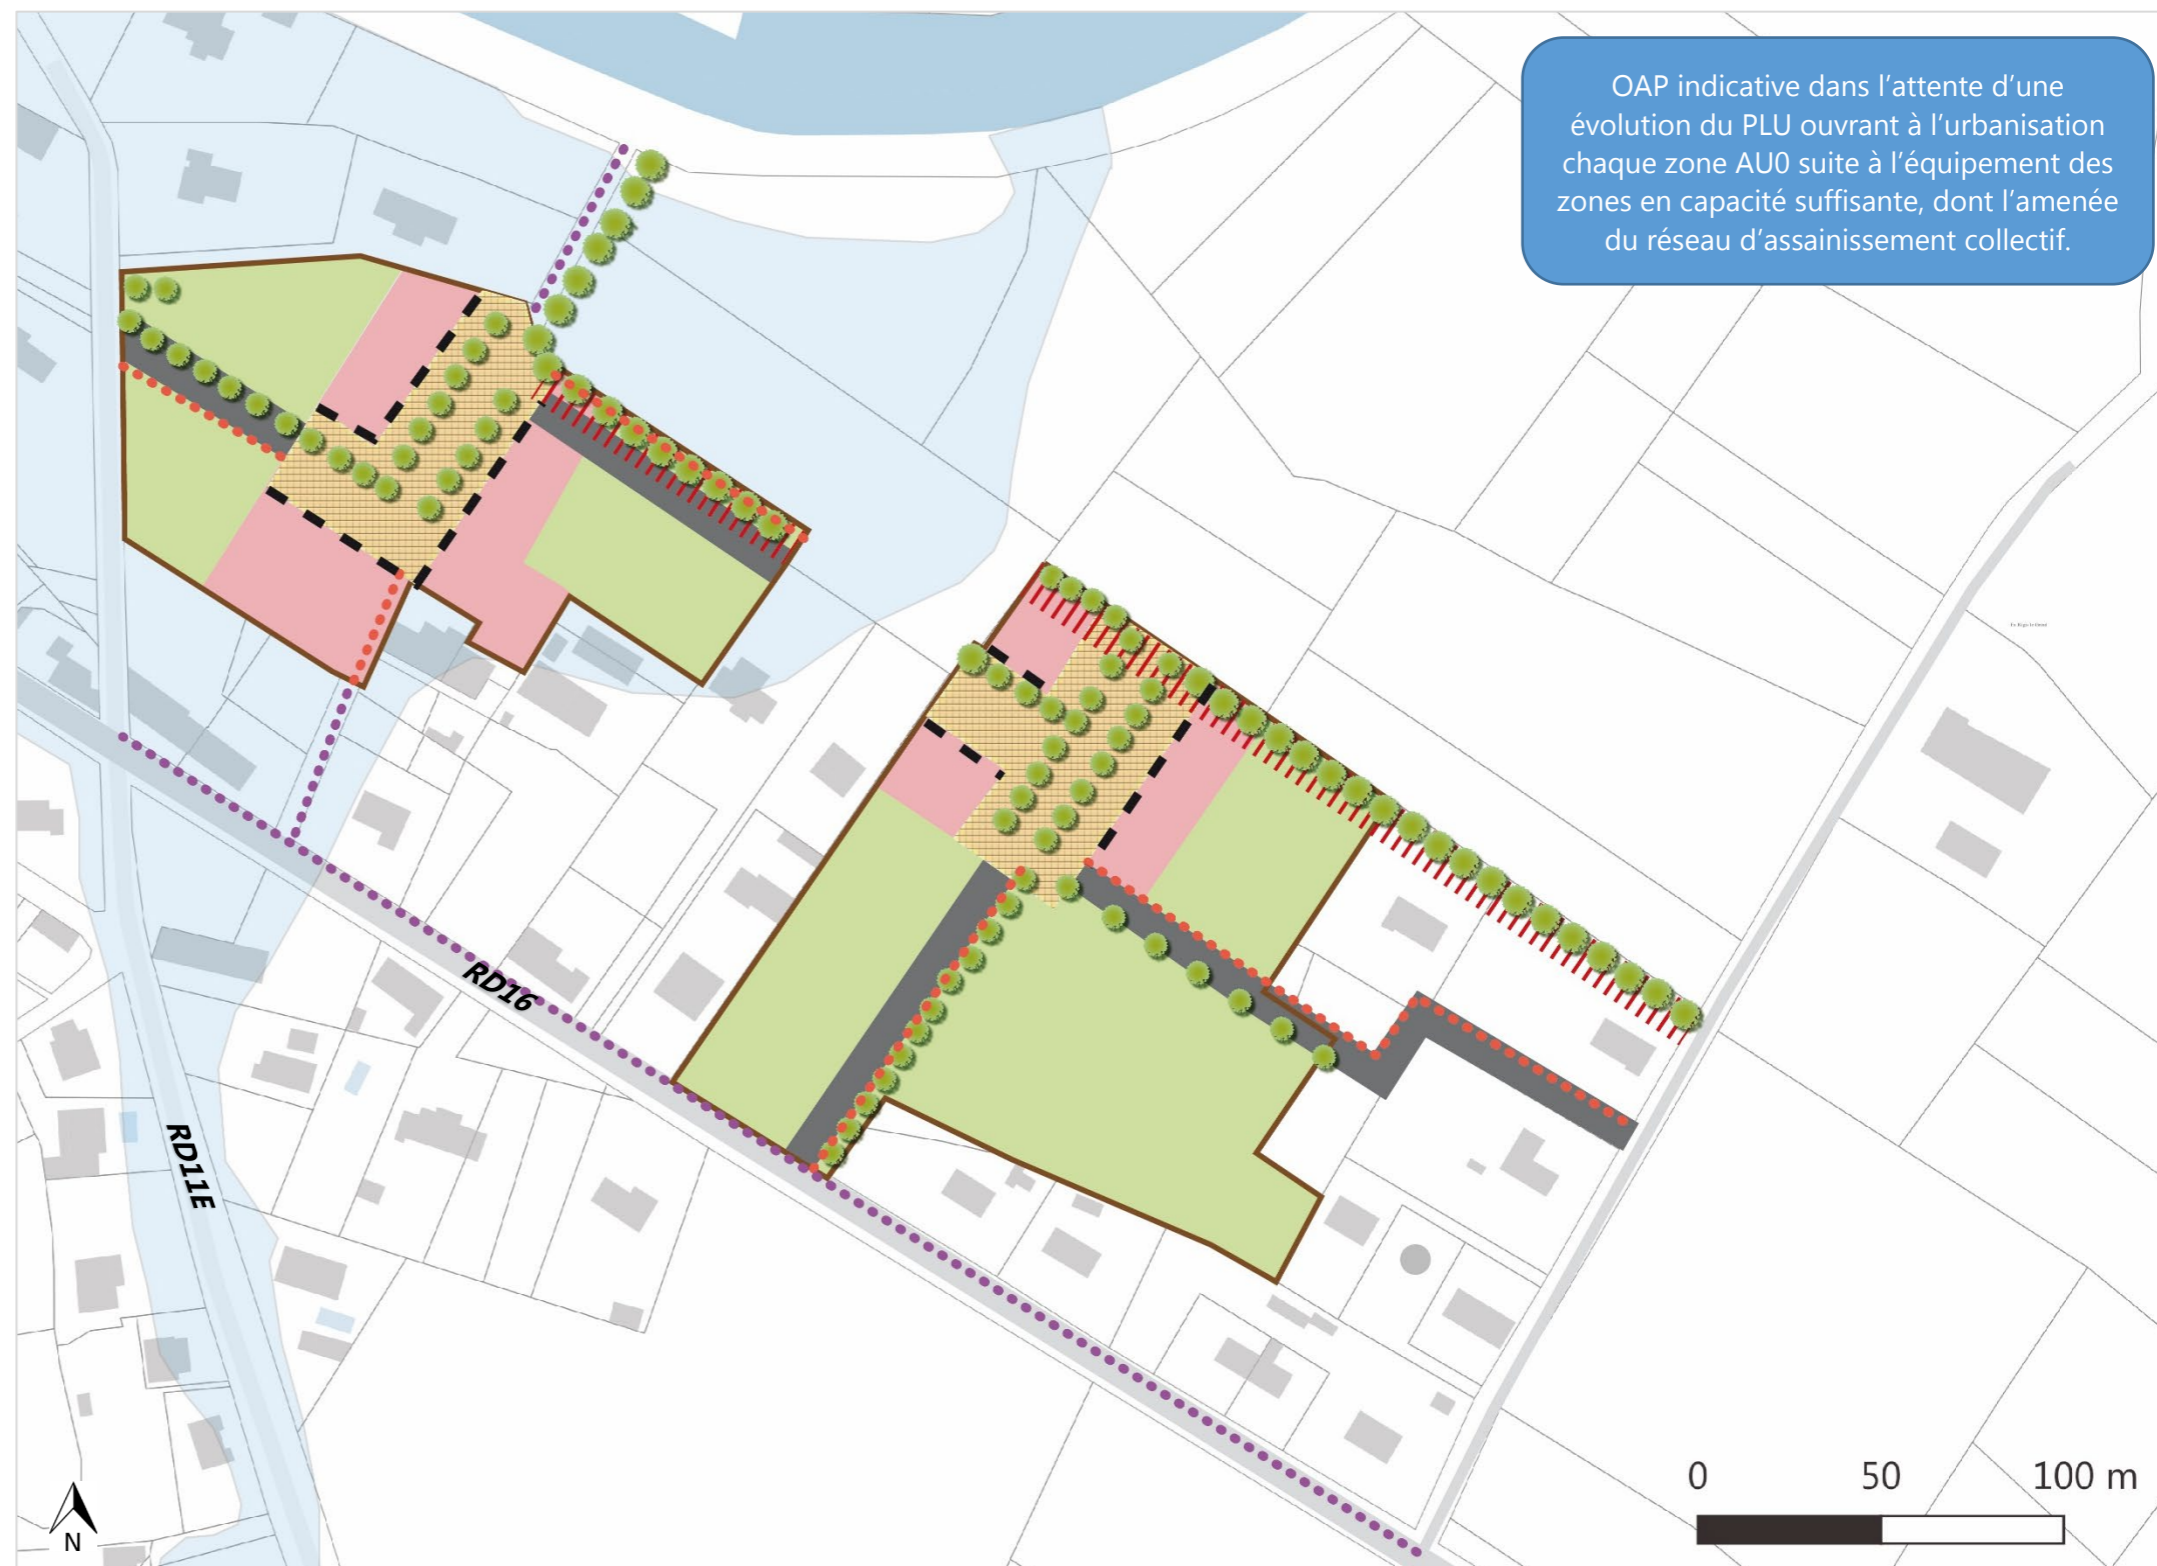 OAP indicative dans l’attente d’une
évolution du PLU ouvrant à l’urbanisation
chaque zone AU0 suite à l’équipement des
zones en capacité suffisante, dont l’amenée
du réseau d’assainissement collectif.
RD16
RD11E
0 50 100 m
N